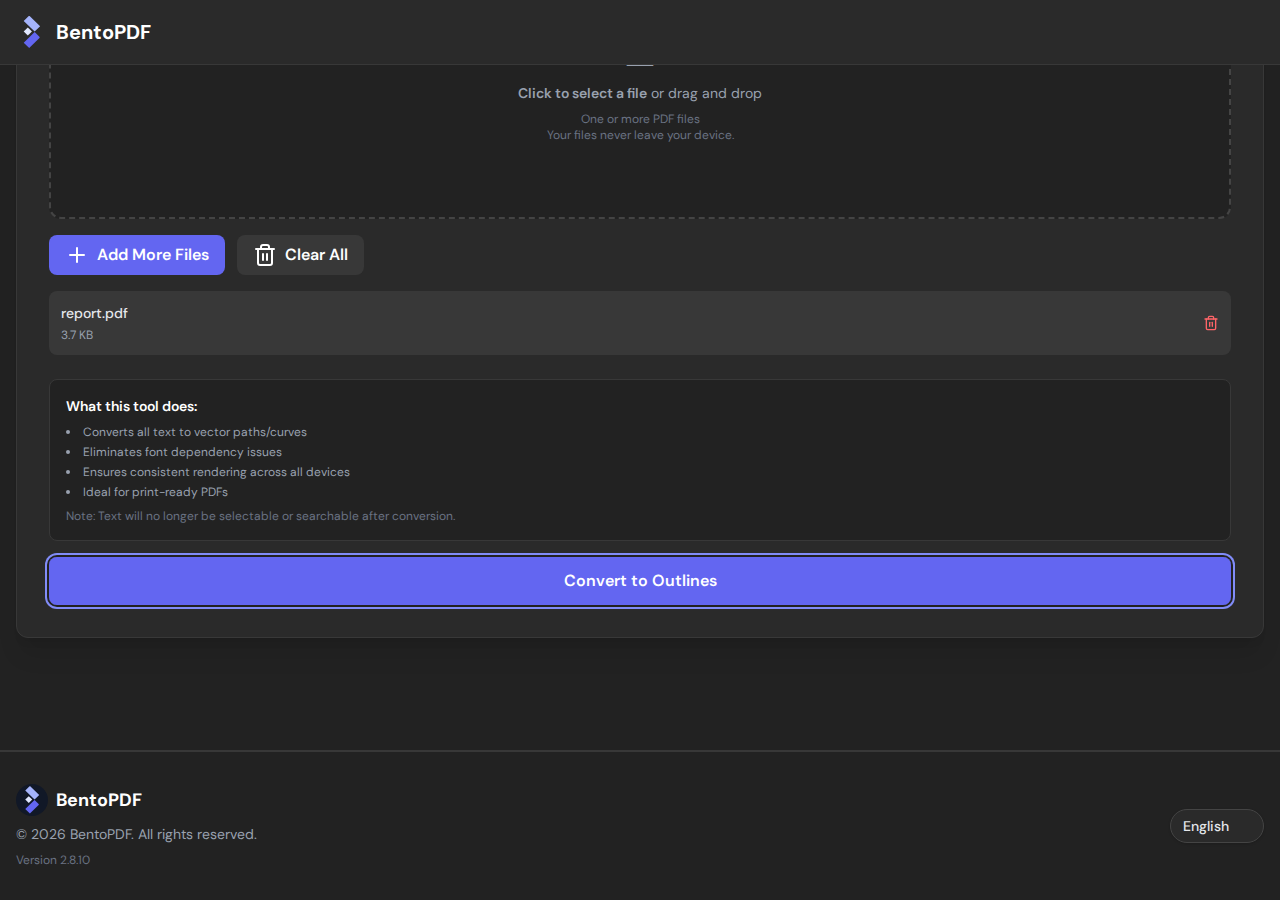 BentoPDF
Click to select a file or drag and drop
One or more PDF files
Your files never leave your device.
Add More Files
Clear All
report.pdf
3.7 KB
What this tool does:
• Converts all text to vector paths/curves
• Eliminates font dependency issues
• Ensures consistent rendering across all devices
• Ideal for print-ready PDFs
Note: Text will no longer be selectable or searchable after conversion.
Convert to Outlines
BentoPDF
© 2026 BentoPDF. All rights reserved.
Version 2.8.10
English